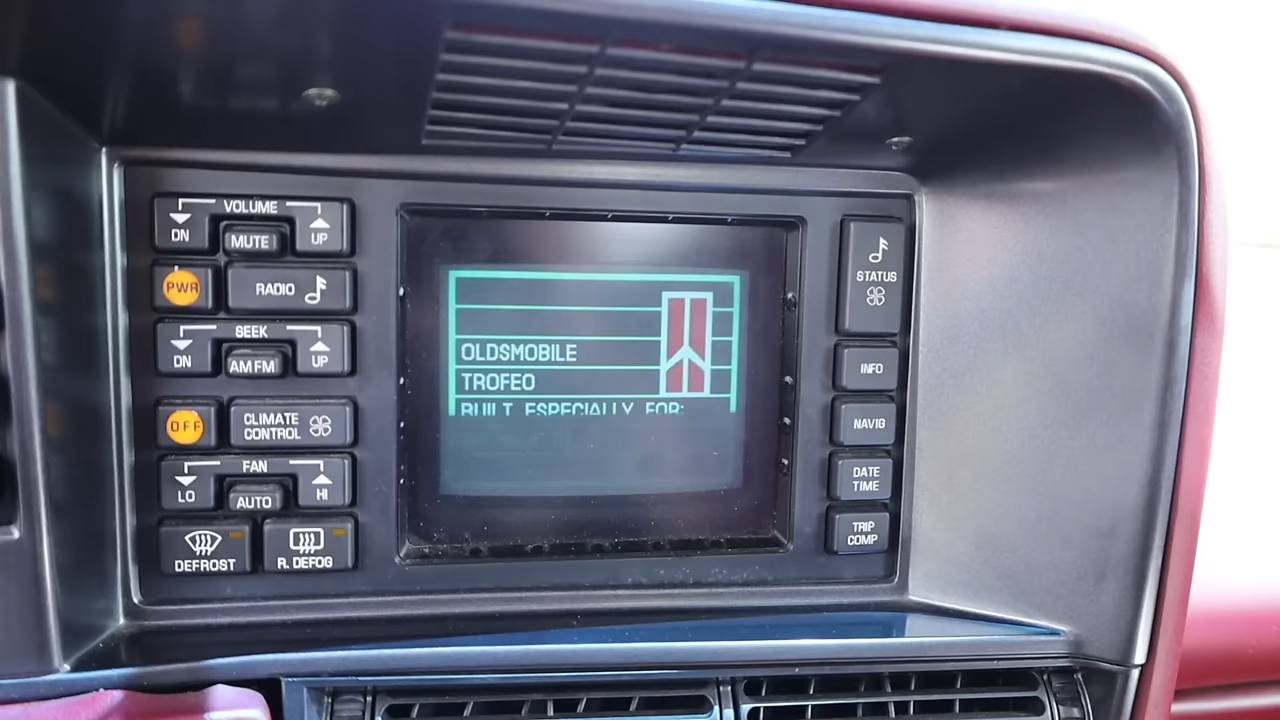 VOLUME
DN
MUTE
UP
PWR
RADIO
SEEK
DN
AM FM
UP
OFF
CLIMATE
CONTROL
FAN
LO
AUTO
HI
DEFROST
R. DEFOG
OLDSMOBILE
TROFEO
BUILT ESPECIALLY FOR:
STATUS
INFO
NAVIG
DATE
TIME
TRIP
COMP